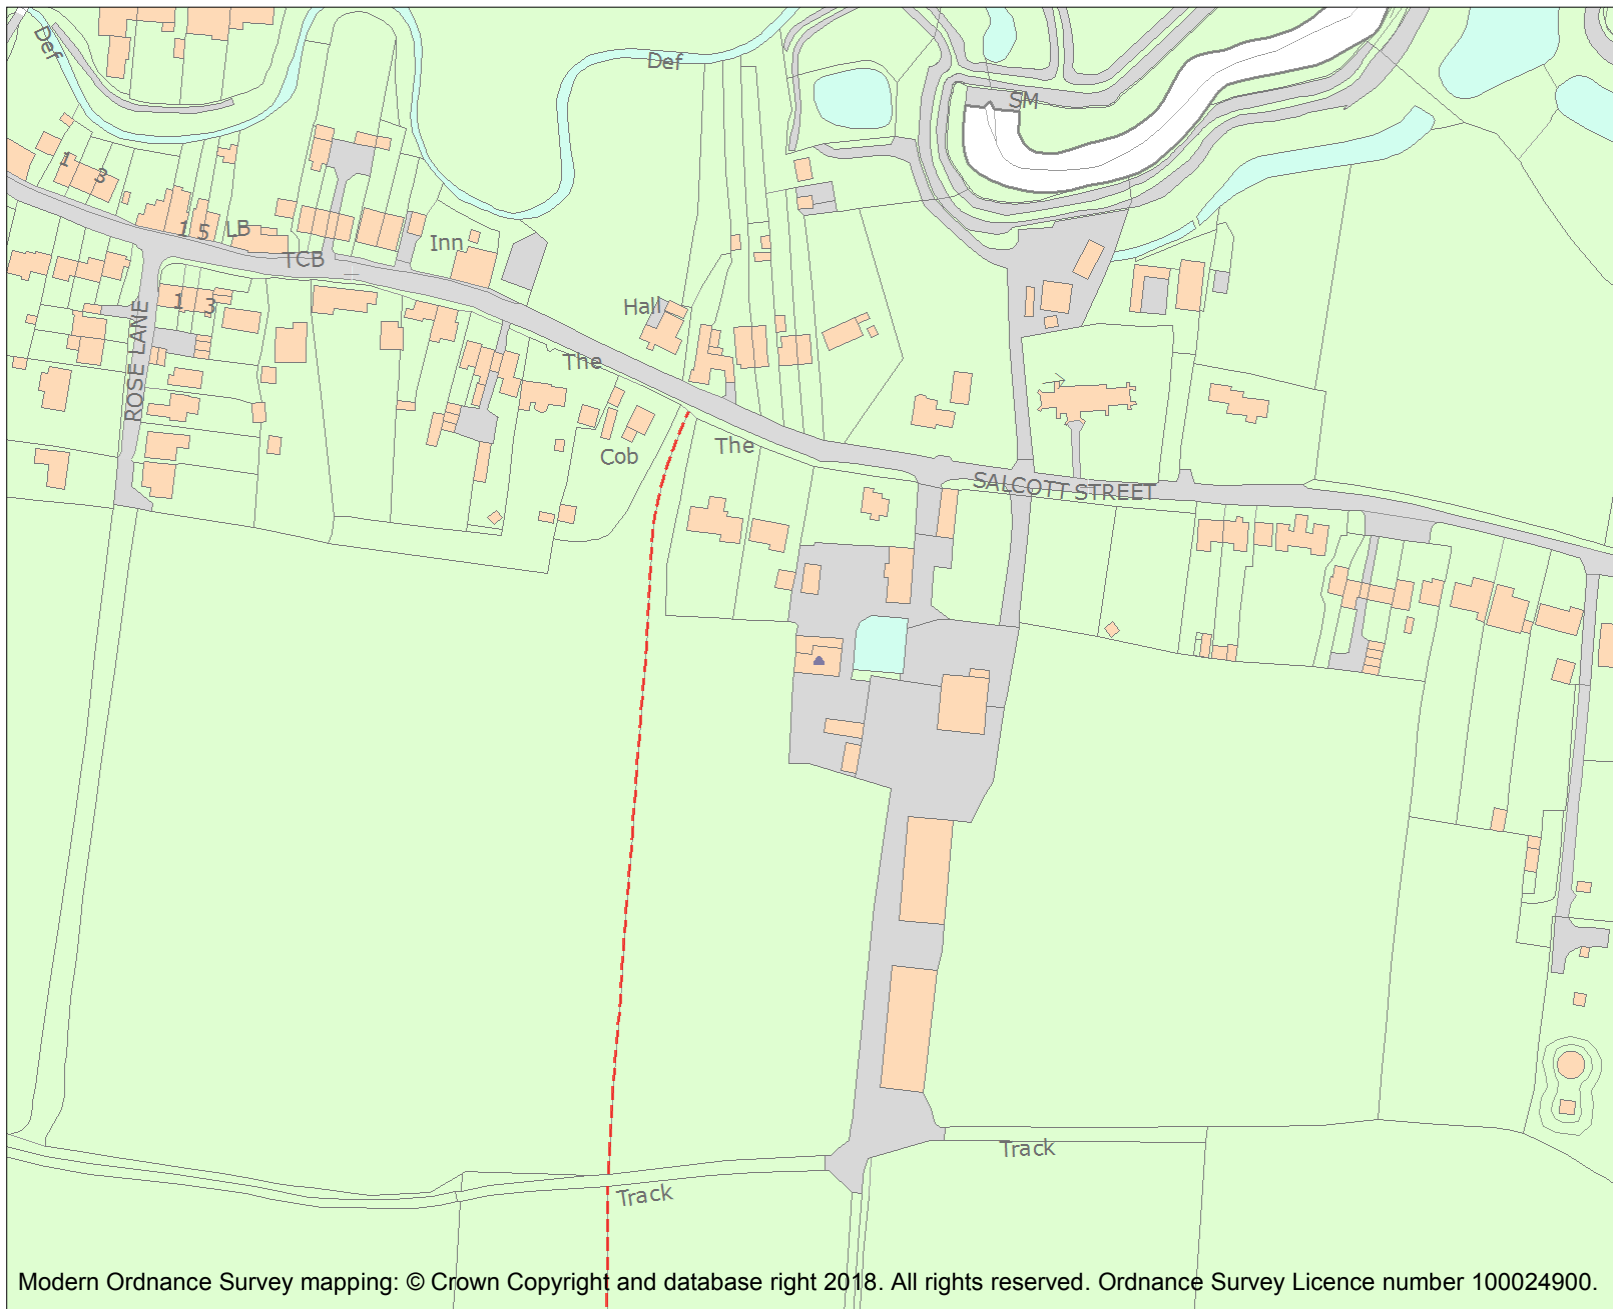 Def
Def
SM
1
3
1 5 LB
Inn
TCB
1 3
Hall
ROSE LANE
The
The
Cob
SALCOTT STREET
Track
Track
Modern Ordnance Survey mapping: © Crown Copyright and database right 2018. All rights reserved. Ordnance Survey Licence number 100024900.